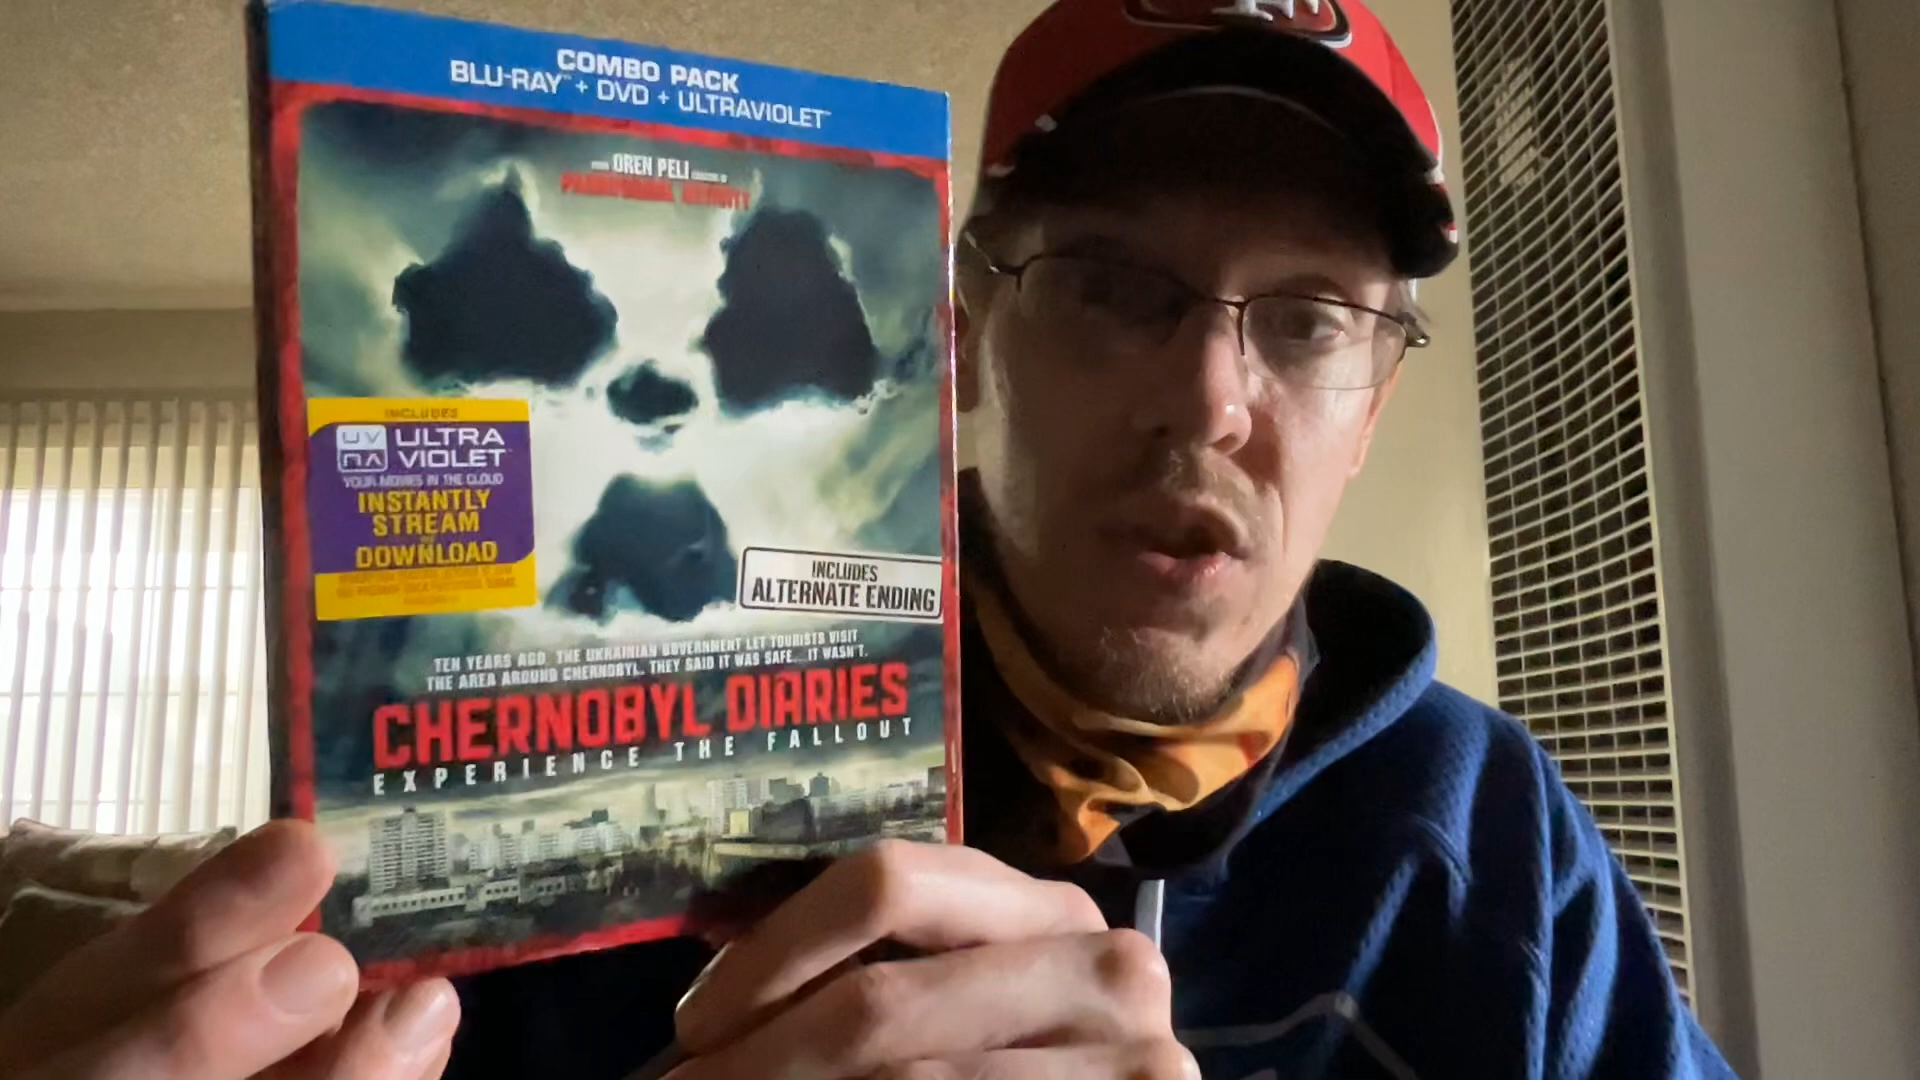 COMBO PACK
BLU-RAY™ + DVD + ULTRAVIOLET™
OREN PELI
INCLUDES
UV
ULTRA
VIOLET
YOUR MOVIES IN THE CLOUD
INSTANTLY
STREAM
DOWNLOAD
INCLUDES
ALTERNATE ENDING
TEN YEARS AGO, THE UKRAINIAN GOVERNMENT LET TOURISTS VISIT
THE AREA AROUND CHERNOBYL. THEY SAID IT WAS SAFE... IT WASN'T.
CHERNOBYL DIARIES
EXPERIENCE THE FALLOUT